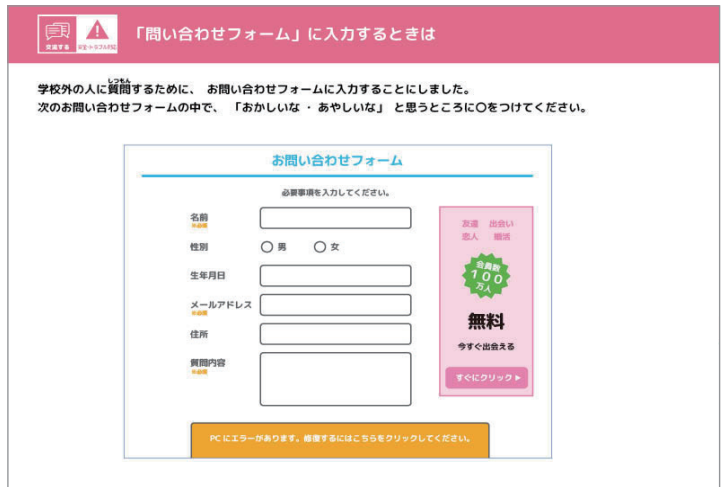 会議する
安全・トラブル対応
「問い合わせフォーム」に入力するときは
学校外の人に質問するために、 お問い合わせフォームに入力することにしました。
しつもん
次のお問い合わせフォームの中で、 「おかしいな ・ あやしいな」 と思うところに○をつけてください。
お問い合わせフォーム
必要事項を入力してください。
名前
※必須
性別
男
女
生年月日
メールアドレス
※必須
住所
質問内容
※必須
友達 出会い
恋人 婚活
会員数
100
万人
無料
今すぐ出会える
すぐにクリック
PCにエラーがあります。修復するにはこちらをクリックしてください。